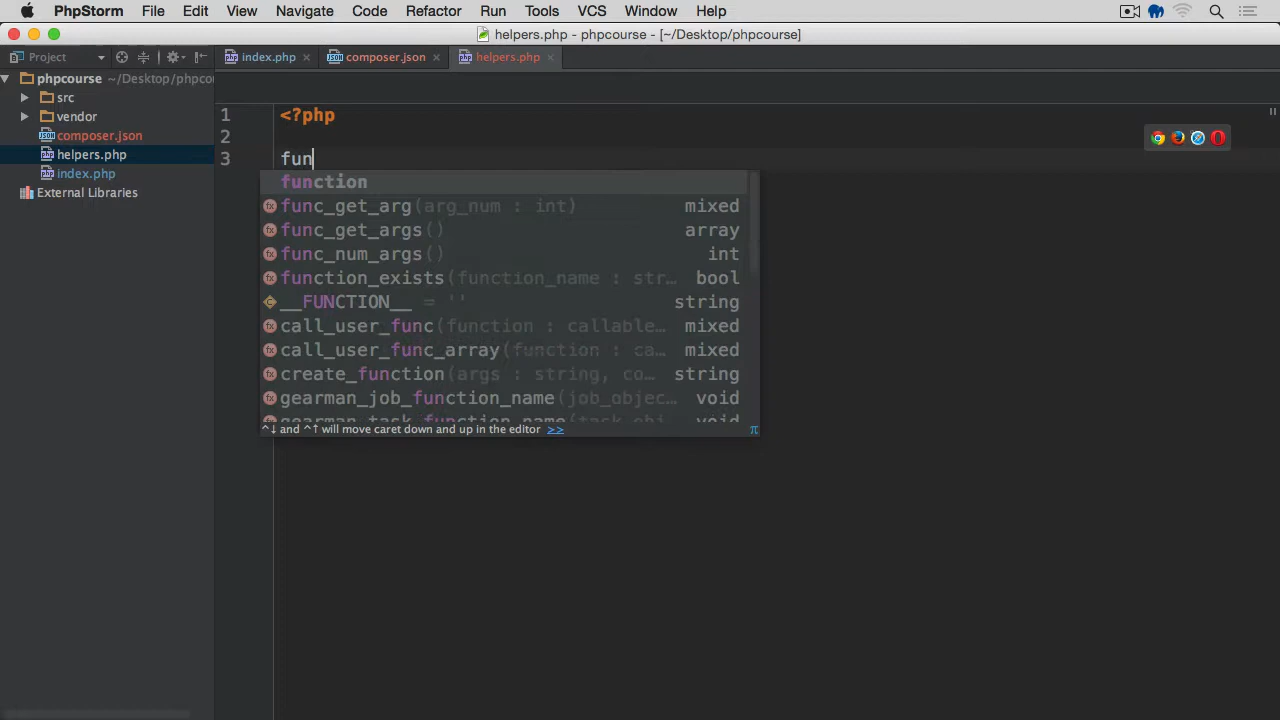 PhpStorm File Edit View Navigate Code Refactor Run Tools VCS Window Help
helpers.php - phpcourse - [~/Desktop/phpcourse]
Project
index.php composer.json helpers.php
phpcourse ~/Desktop/phpcou
src
vendor
composer.json
helpers.php
index.php
External Libraries
1 <?php
2
3 fun
function
func_get_arg(arg_num : int) mixed
func_get_args() array
func_num_args() int
function_exists(function_name : str… bool
__FUNCTION__ = '' string
call_user_func(function : callable… mixed
call_user_func_array(function : ca… mixed
create_function(args : string, co… string
gearman_job_function_name(job_objec… void
gearman_task_function_name(task_obj… void
^↓ and ^↑ will move caret down and up in the editor >> π